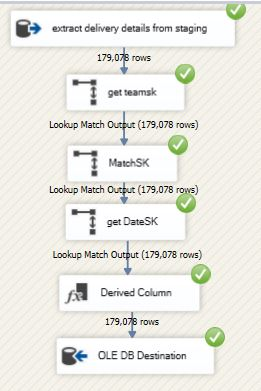 extract delivery details from staging
179,078 rows
get teamsk
Lookup Match Output (179,078 rows)
MatchSK
Lookup Match Output (179,078 rows)
get DateSK
Lookup Match Output (179,078 rows)
fx
Derived Column
179,078 rows
OLE DB Destination